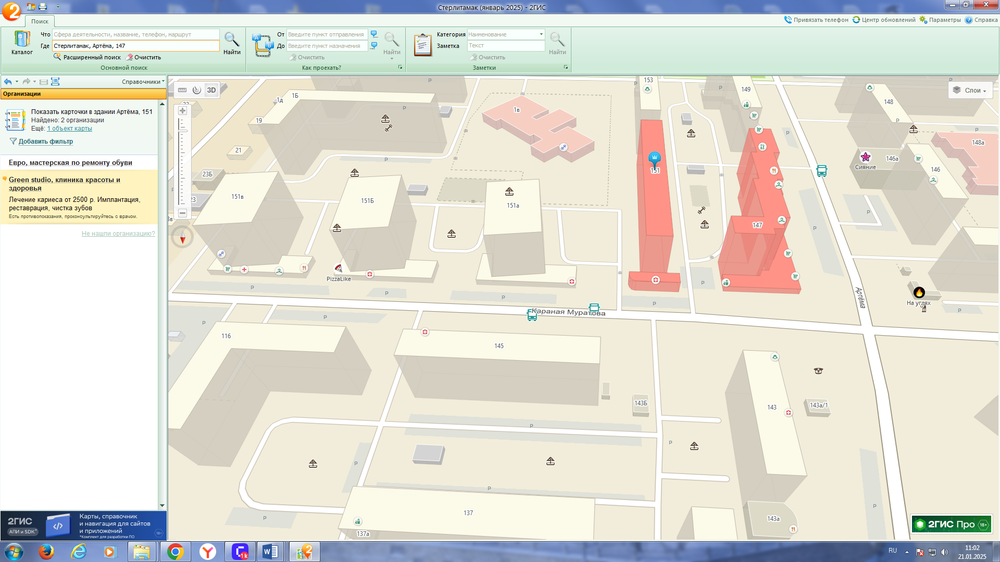 Стерлитамак (январь 2025) - 2ГИС
Поиск
Привязать телефон
Центр обновлений
Параметры
Справка
Каталог
Что
Сфера деятельности, название, телефон, маршрут
Где
Стерлитамак, Артёма, 147
Расширенный поиск
Очистить
Найти
Основной поиск
От
Введите пункт отправления
До
Введите пункт назначения
Очистить
Найти
Как проехать?
Категория
Наименование
Заметка
Текст
Очистить
Найти
Заметки
Справочники
Организации
Показать карточки в здании Артёма, 151
Найдено: 2 организации
Ещё: 1 объект карты
Добавить фильтр
Евро, мастерская по ремонту обуви
Green studio, клиника красоты и
здоровья
Лечение кариеса от 2500 р. Имплантация,
реставрация, чистка зубов
Есть противопоказания, проконсультируйтесь с врачом.
Не нашли организацию?
2ГИС
АПИ и SDK*
Карты, справочник
и навигация для сайтов
и приложений
*Комплект для разработки ПО
18+
3D
Слои
1Б
1д
19
21
23Б
23
151в
151Б
151а
1в
153
151
149
147
148
146а
146
148а
Сияние
PizzaLike
На углях
Караная Муратова
Артёма
116
145
143Б
143
143а/1
137
137а
143а
2ГИС Про 18+
1k
RU
11:02
21.01.2025